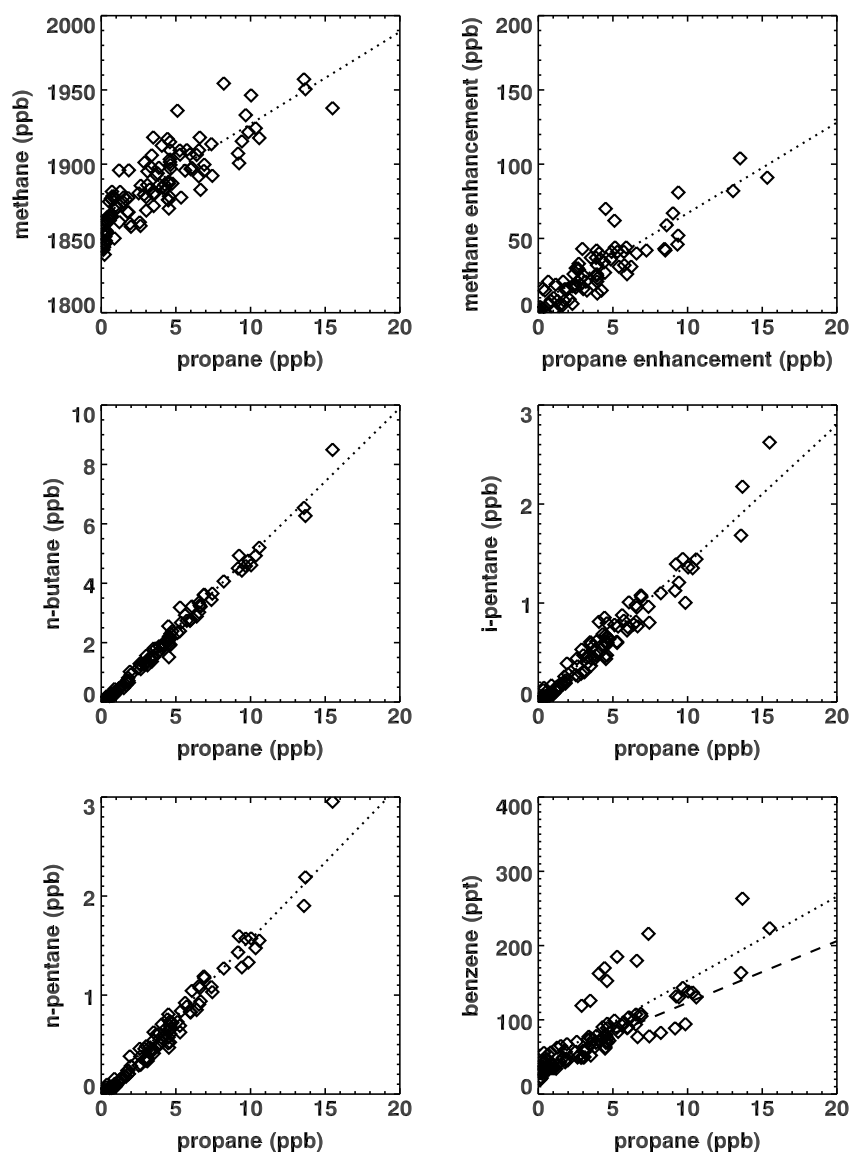 2000
1950
1900
1850
1800
methane (ppb)
0 5 10 15 20
propane (ppb)
200
150
100
50
0
methane enhancement (ppb)
0 5 10 15 20
propane enhancement (ppb)
10
8
6
4
2
0
n-butane (ppb)
0 5 10 15 20
propane (ppb)
3
2
1
0
i-pentane (ppb)
0 5 10 15 20
propane (ppb)
3
2
1
0
n-pentane (ppb)
0 5 10 15 20
propane (ppb)
400
300
200
100
0
benzene (ppt)
0 5 10 15 20
propane (ppb)